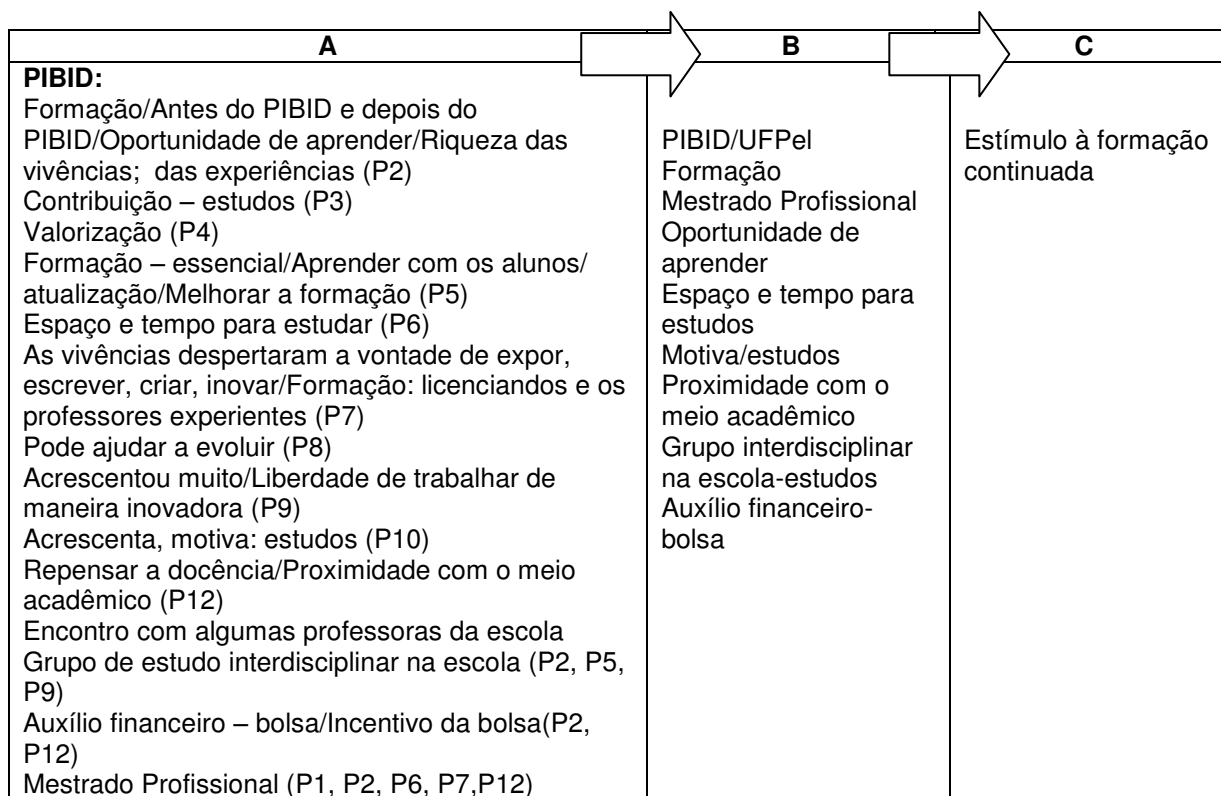 A
B
C
PIBID:
Formação/Antes do PIBID e depois do
PIBID/Oportunidade de aprender/Riqueza das
vivências; das experiências (P2)
Contribuição – estudos (P3)
Valorização (P4)
Formação – essencial/Aprender com os alunos/
atualização/Melhorar a formação (P5)
Espaço e tempo para estudar (P6)
As vivências despertaram a vontade de expor,
escrever, criar, inovar/Formação: licenciandos e os
professores experientes (P7)
Pode ajudar a evoluir (P8)
Acrescentou muito/Liberdade de trabalhar de
maneira inovadora (P9)
Acrescenta, motiva: estudos (P10)
Repensar a docência/Proximidade com o meio
acadêmico (P12)
Encontro com algumas professoras da escola
Grupo de estudo interdisciplinar na escola (P2, P5,
P9)
Auxílio financeiro – bolsa/Incentivo da bolsa(P2,
P12)
Mestrado Profissional (P1, P2, P6, P7,P12)
PIBID/UFPel
Formação
Mestrado Profissional
Oportunidade de
aprender
Espaço e tempo para
estudos
Motiva/estudos
Proximidade com o
meio acadêmico
Grupo interdisciplinar
na escola-estudos
Auxílio financeiro-
bolsa
Estímulo à formação
continuada